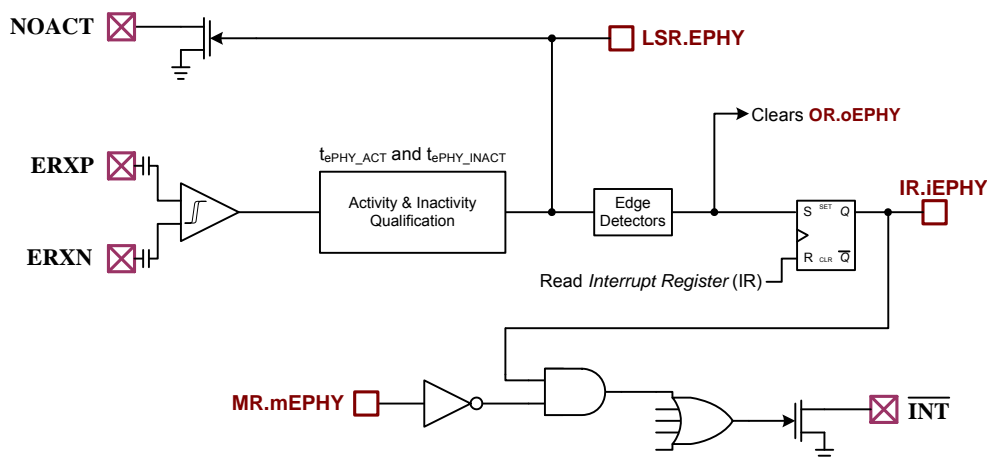 NOACT
LSR.EPHY
Clears OR.oEPHY
tePHY_ACT and tePHY_INACT
ERXP
IR.iEPHY
Activity & Inactivity
Qualification
Edge
Detectors
S SET Q
ERXN
R CLR Q
Read Interrupt Register (IR)
MR.mEPHY
INT